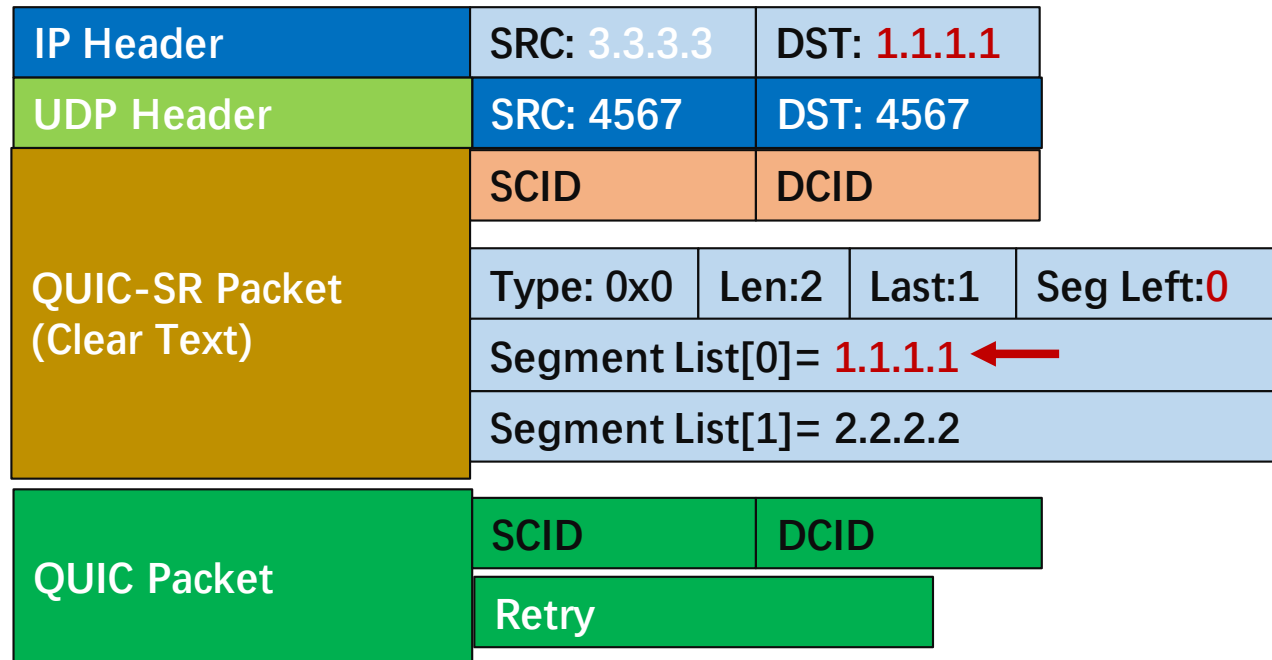 IP Header SRC: 3.3.3.3 DST: 1.1.1.1
UDP Header SRC: 4567 DST: 4567
SCID DCID
QUIC-SR Packet
(Clear Text)
Type: 0x0 Len:2 Last:1 Seg Left:0
Segment List[0]= 1.1.1.1
Segment List[1]= 2.2.2.2
QUIC Packet
SCID DCID
Retry